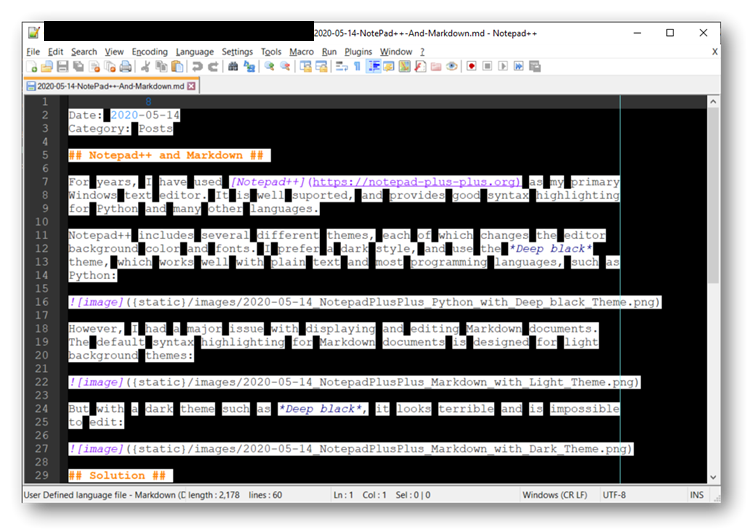 2020-05-14-NotePad++-And-Markdown.md - Notepad++
File Edit Search View Encoding Language Settings Tools Macro Run Plugins Window ? X
2020-05-14-NotePad++-And-Markdown.md
1 8
2 Date: 2020-05-14
3 Category: Posts
4
5 ## Notepad++ and Markdown ##
6
7 For years, I have used [Notepad++](https://notepad-plus-plus.org) as my primary
8 Windows text editor. It is well suported, and provides good syntax highlighting
9 for Python and many other languages.
10
11 Notepad++ includes several different themes, each of which changes the editor
12 background color and fonts. I prefer a dark style, and use the *Deep black*
13 theme, which works well with plain text and most programming languages, such as
14 Python:
15
16 ![image]({static}/images/2020-05-14_NotepadPlusPlus_Python_with_Deep_black_Theme.png)
17
18 However, I had a major issue with displaying and editing Markdown documents.
19 The default syntax highlighting for Markdown documents is designed for light
20 background themes:
21
22 ![image]({static}/images/2020-05-14_NotepadPlusPlus_Markdown_with_Light_Theme.png)
23
24 But with a dark theme such as *Deep black*, it looks terrible and is impossible
25 to edit:
26
27 ![image]({static}/images/2020-05-14_NotepadPlusPlus_Markdown_with_Dark_Theme.png)
28
29 ## Solution ##
User Defined language file - Markdown (D length : 2,178 lines : 60 Ln : 1 Col : 1 Sel : 0 | 0 Windows (CR LF) UTF-8 INS